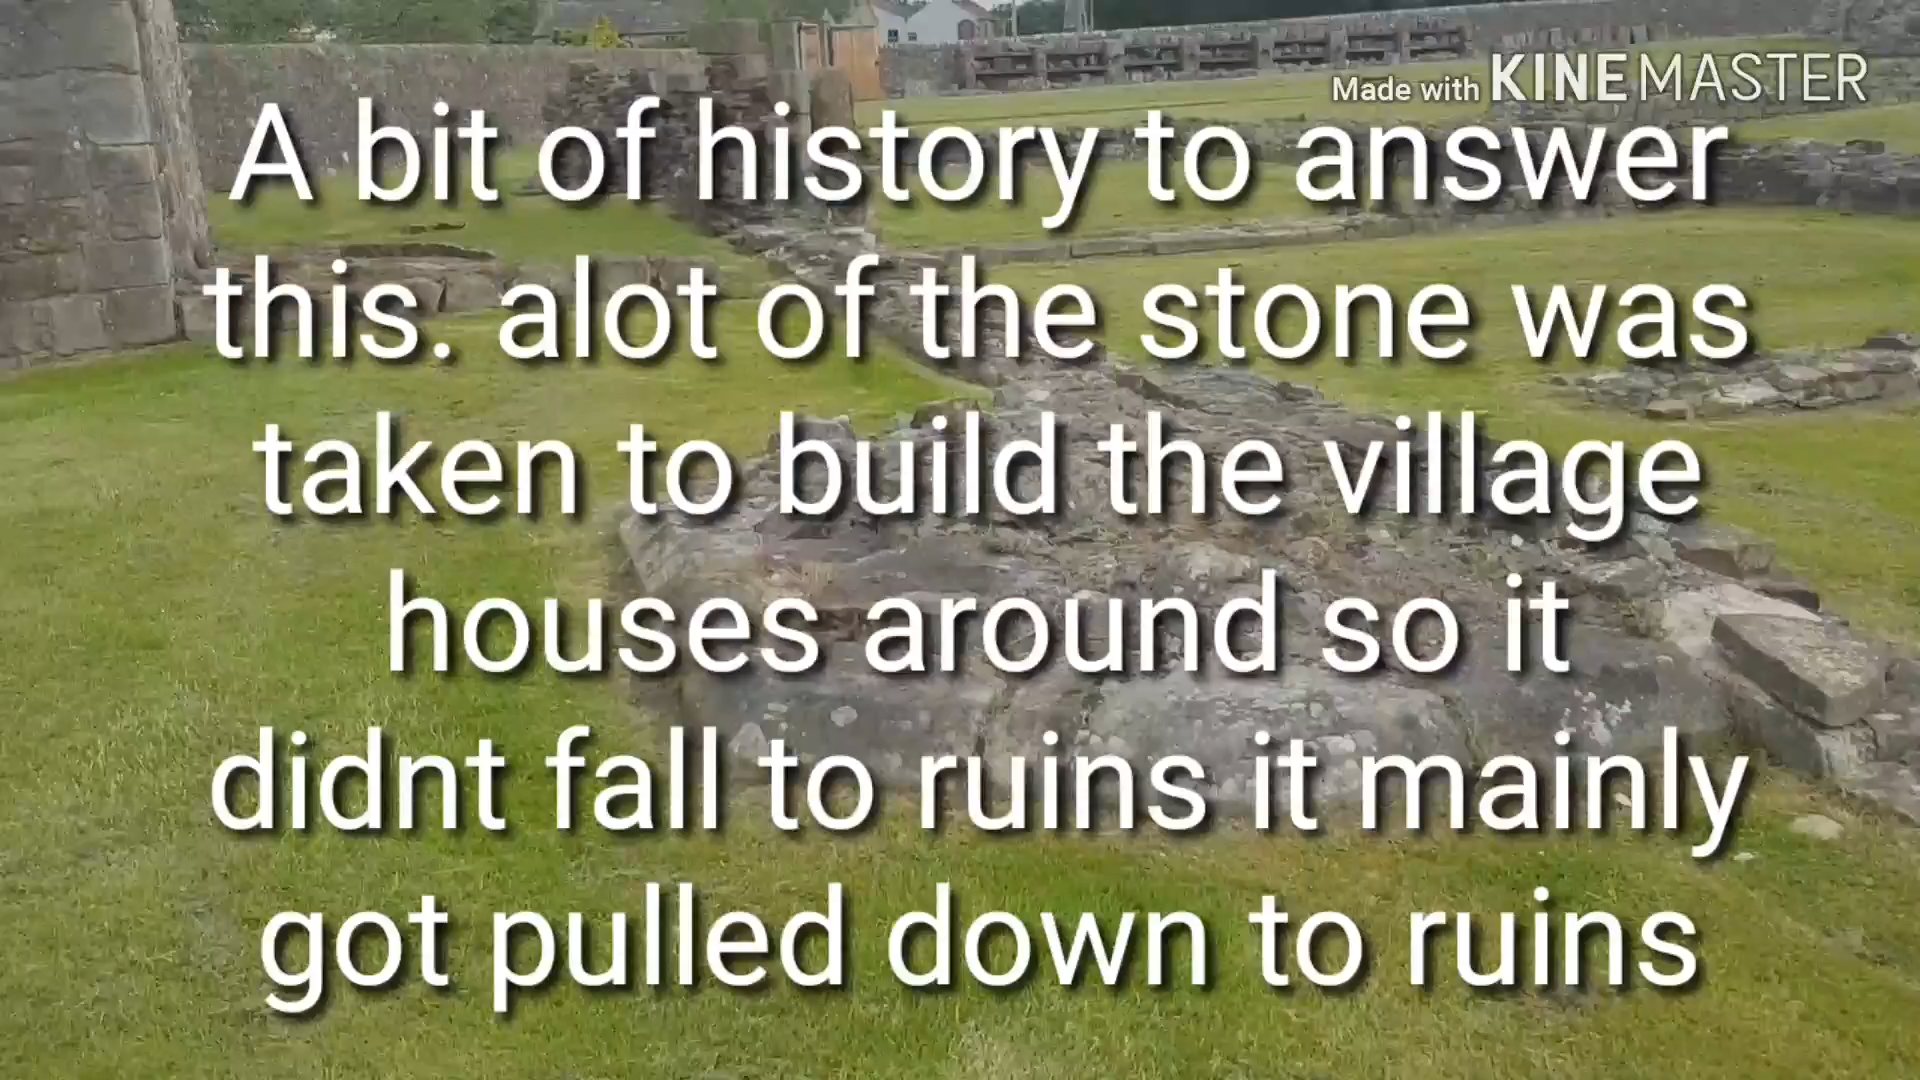 Made with KINEMASTER
A bit of history to answer
this. alot of the stone was
taken to build the village
houses around so it
didnt fall to ruins it mainly
got pulled down to ruins